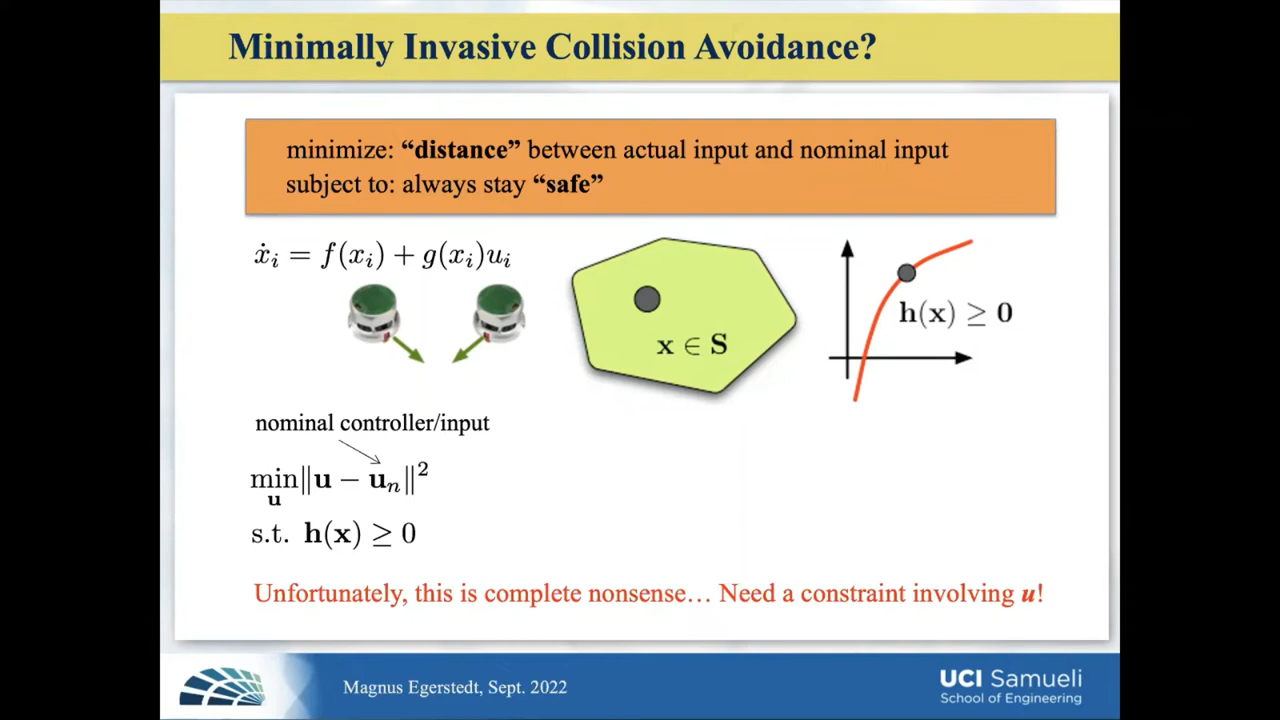 Minimally Invasive Collision Avoidance?
minimize: “distance” between actual input and nominal input
subject to: always stay “safe”
ẋᵢ = f(xᵢ) + g(xᵢ)uᵢ
x ∈ S
h(x) ≥ 0
nominal controller/input
min ‖u − uₙ‖²
u
s.t. h(x) ≥ 0
Unfortunately, this is complete nonsense… Need a constraint involving u!
Magnus Egerstedt, Sept. 2022
UCI Samueli
School of Engineering